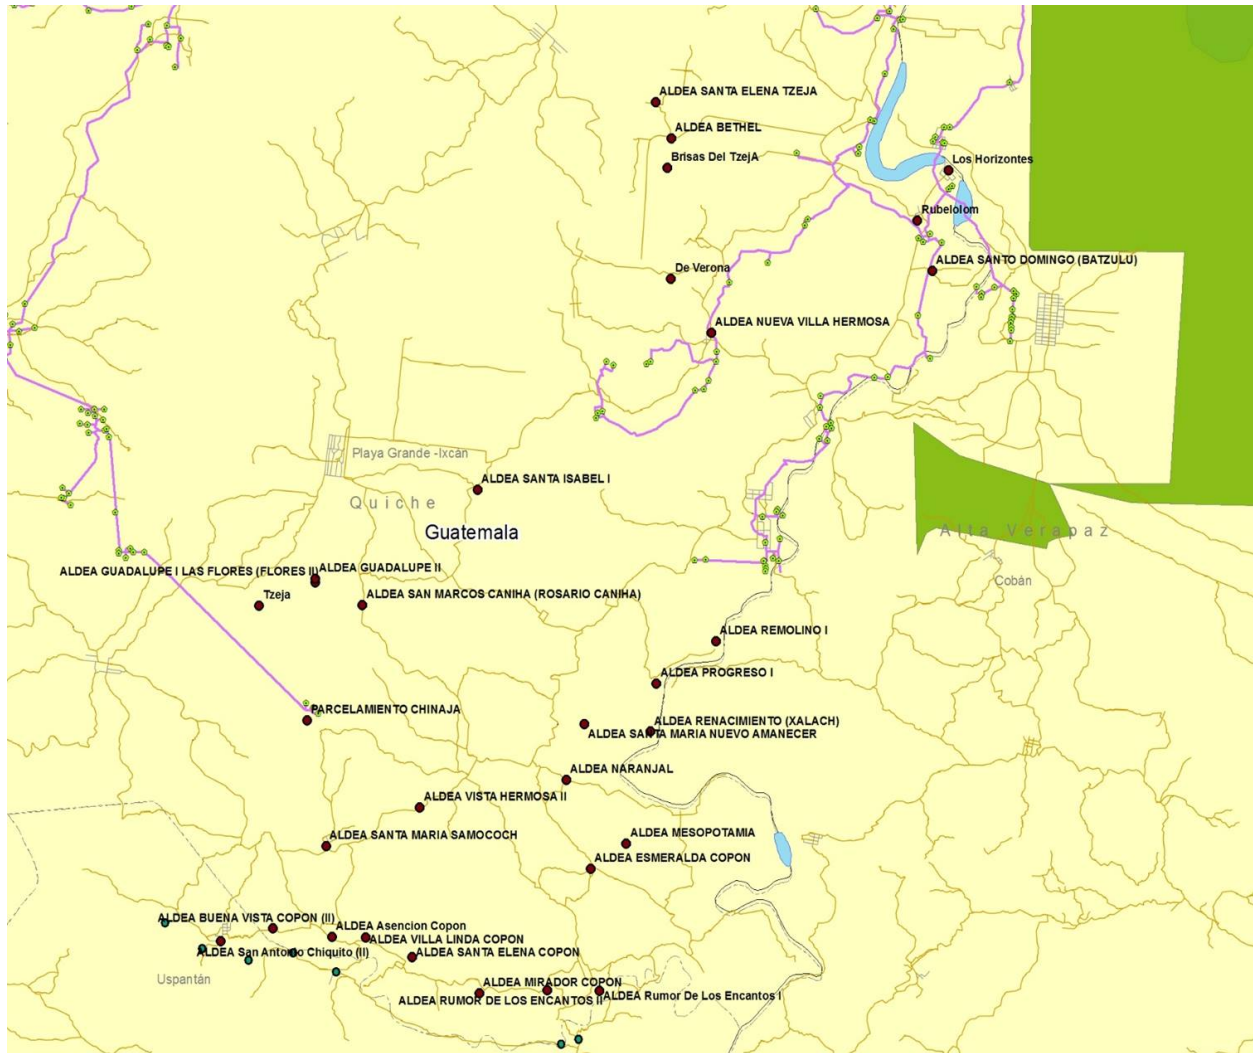 ALDEA SANTA ELENA TZEJA
ALDEA BETHEL
Brisas Del TzejA
Los Horizontes
Rubelolom
ALDEA SANTO DOMINGO (BATZULU)
De Verona
ALDEA NUEVA VILLA HERMOSA
Playa Grande -Ixcán
ALDEA SANTA ISABEL I
Quiche
Guatemala
Alta Verapaz
ALDEA GUADALUPE I LAS FLORES (FLORES II)
ALDEA GUADALUPE II
Cobán
Tzeja
ALDEA SAN MARCOS CANIHA (ROSARIO CANIHA)
ALDEA REMOLINO I
ALDEA PROGRESO I
PARCELAMIENTO CHINAJA
ALDEA RENACIMIENTO (XALACH)
ALDEA SANTA MARIA NUEVO AMANECER
ALDEA NARANJAL
ALDEA VISTA HERMOSA II
ALDEA SANTA MARIA SAMOCOCH
ALDEA MESOPOTAMIA
ALDEA ESMERALDA COPON
ALDEA BUENA VISTA COPON (II)
ALDEA Asencion Copon
ALDEA VILLA LINDA COPON
ALDEA San Antonio Chiquito (II)
ALDEA SANTA ELENA COPON
Uspantán
ALDEA MIRADOR COPON
ALDEA RUMOR DE LOS ENCANTOS II
ALDEA Rumor De Los Encantos I